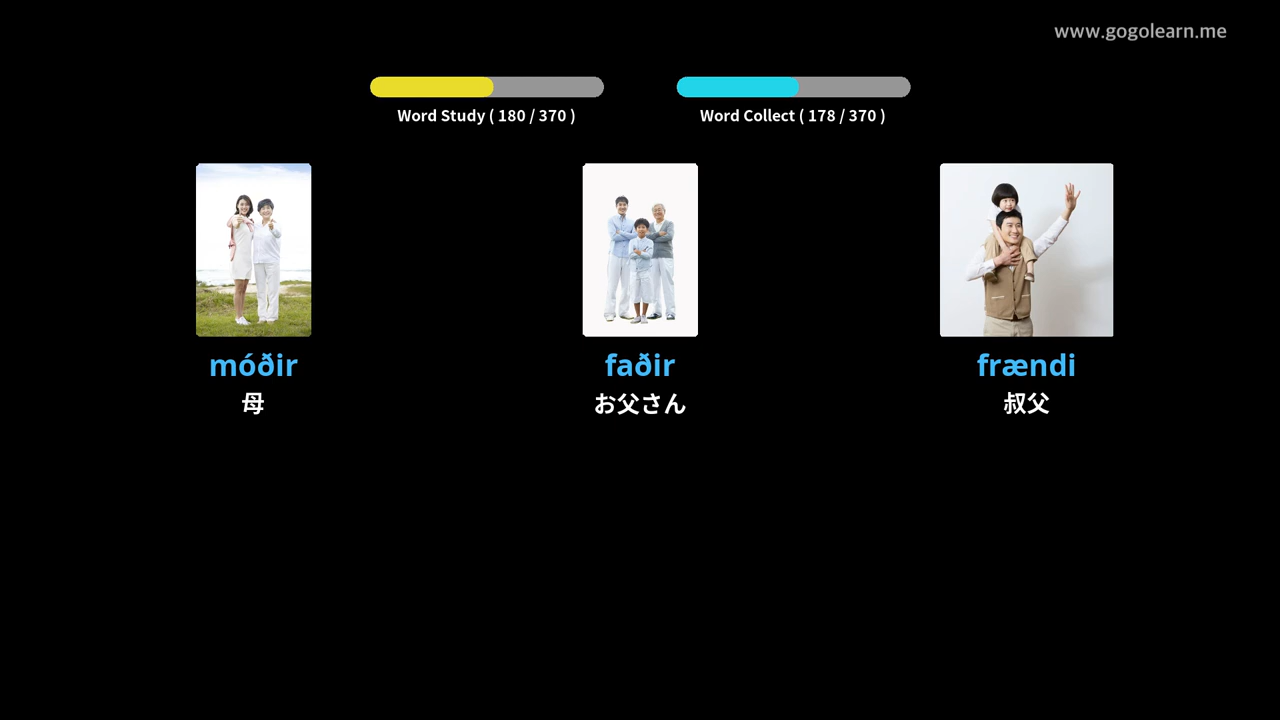 www.gogolearn.me
Word Study ( 180 / 370 )
Word Collect ( 178 / 370 )
móðir
faðir
frændi
母
お父さん
叔父